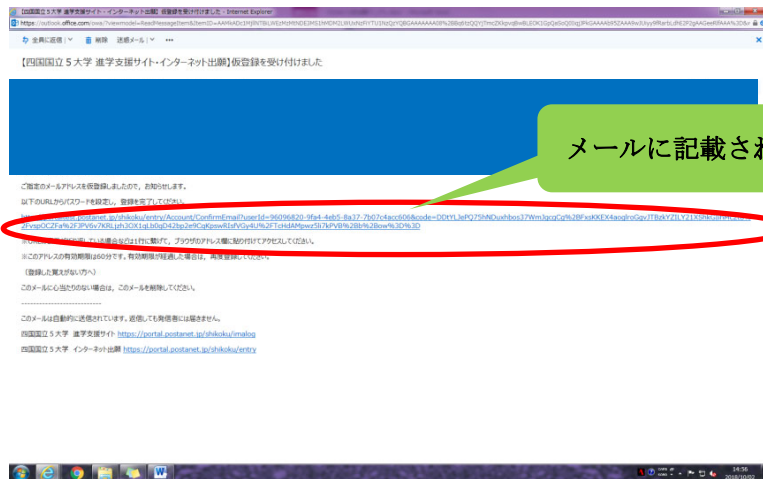 【四国国立５大学 進学支援サイト・インターネット出願】仮登録を受け付けました - Internet Explorer
全員に返信 削除 迷惑メール
【四国国立５大学 進学支援サイト・インターネット出願】仮登録を受け付けました
メールに記載され
ご指定のメールアドレスを仮登録しましたので、お知らせします。
以下のURLからパスワードを設定し、登録を完了してください。
※このアドレスの有効期限は60分です。有効期限が経過した場合は、再度登録してください。
（登録した覚えがない方へ）
このメールに心当たりのない場合は、このメールを削除してください。
----------------------------
このメールは自動的に送信されています。返信しても発信者には届きません。
四国国立５大学 進学支援サイト https://portal.postanet.jp/shikoku/imalog
四国国立５大学 インターネット出願 https://portal.postanet.jp/shikoku/entry
14:56
2018/10/02